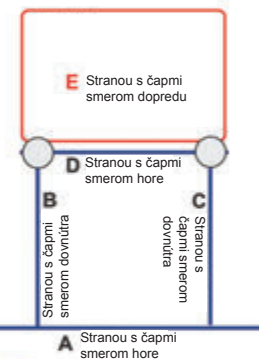 E Stranou s čapmi
smerom dopredu
D Stranou s čapmi
smerom hore
B
Stranou s čapmi
smerom dovnútra
C
Stranou s
čapmi smerom
dovnútra
A Stranou s čapmi
smerom hore